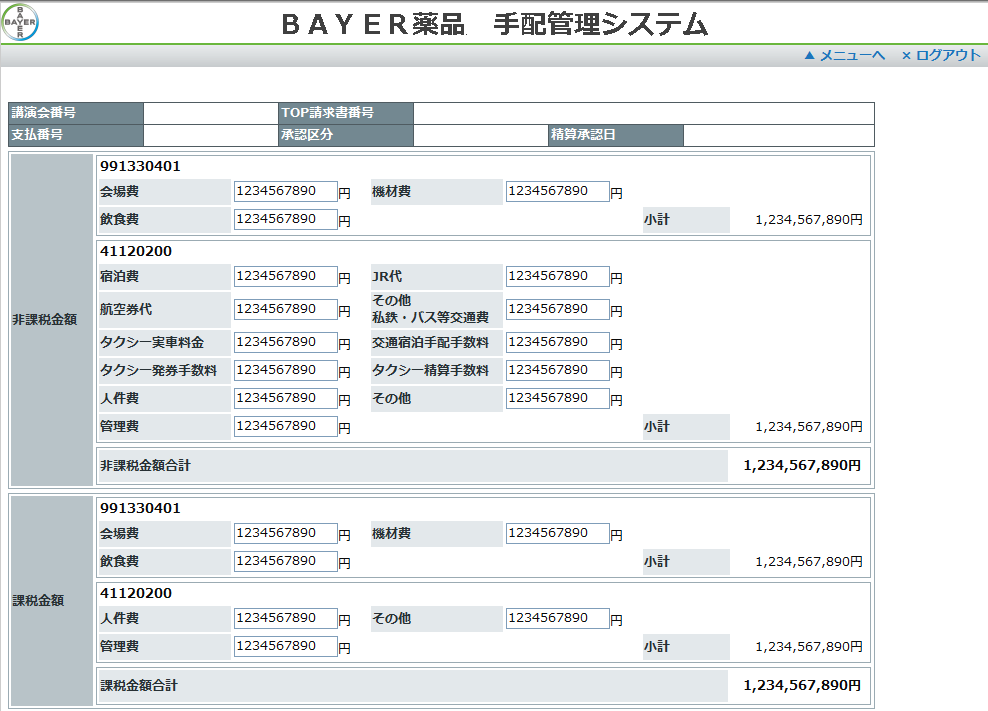 BAYER
BAYER
ＢＡＹＥＲ薬品　手配管理システム
▲ メニューへ × ログアウト
講演会番号 TOP請求書番号
支払番号 承認区分 精算承認日
非課税金額
991330401
会場費 1234567890 円 機材費 1234567890 円
飲食費 1234567890 円 小計 1,234,567,890円
41120200
宿泊費 1234567890 円 JR代 1234567890 円
航空券代 1234567890 円 その他
私鉄・バス等交通費 1234567890 円
タクシー実車料金 1234567890 円 交通宿泊手配手数料 1234567890 円
タクシー発券手数料 1234567890 円 タクシー精算手数料 1234567890 円
人件費 1234567890 円 その他 1234567890 円
管理費 1234567890 円 小計 1,234,567,890円
非課税金額合計 1,234,567,890円
課税金額
991330401
会場費 1234567890 円 機材費 1234567890 円
飲食費 1234567890 円 小計 1,234,567,890円
41120200
人件費 1234567890 円 その他 1234567890 円
管理費 1234567890 円 小計 1,234,567,890円
課税金額合計 1,234,567,890円